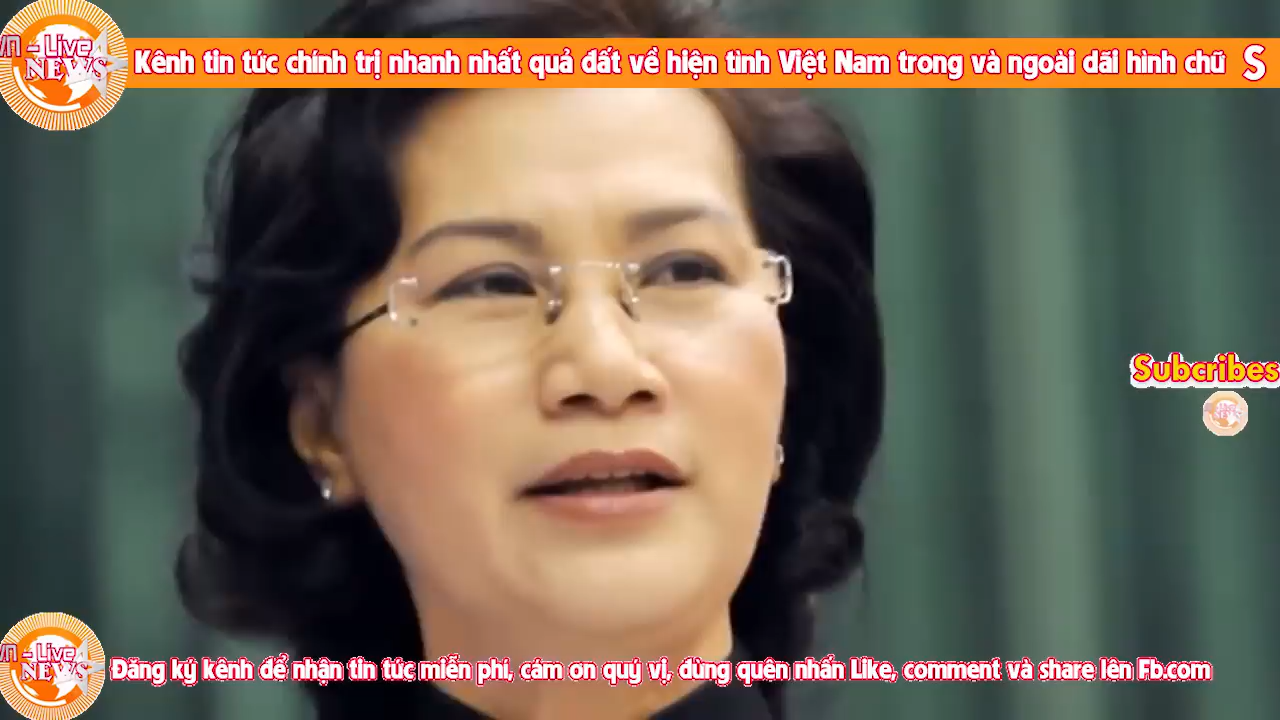 VN - Live
NEWS
Kênh tin tức chính trị nhanh nhất quả đất về hiện tình Việt Nam trong và ngoài dãi hình chữ S
Subcribes
VN - Live
NEWS
Đăng ký kênh để nhận tin tức miễn phí, cám ơn quý vị, đừng quên nhấn Like, comment và share lên Fb.com